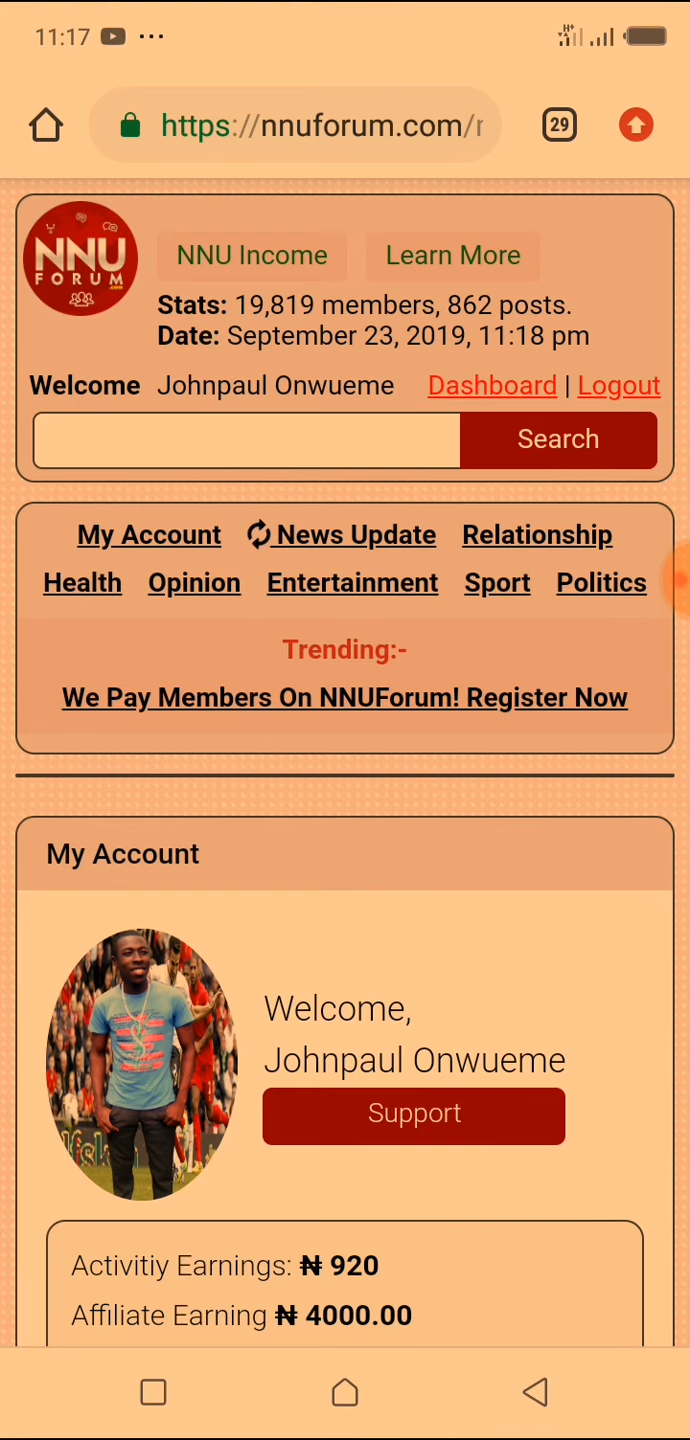 11:17
H+
https://nnuforum.com/r
29
NNU
FORUM
.com
NNU Income Learn More
Stats: 19,819 members, 862 posts.
Date: September 23, 2019, 11:18 pm
Welcome Johnpaul Onwueme Dashboard | Logout
Search
My Account News Update Relationship
Health Opinion Entertainment Sport Politics
Trending:-
We Pay Members On NNUForum! Register Now
My Account
Welcome,
Johnpaul Onwueme
Support
Activitiy Earnings: ₦ 920
Affiliate Earning ₦ 4000.00